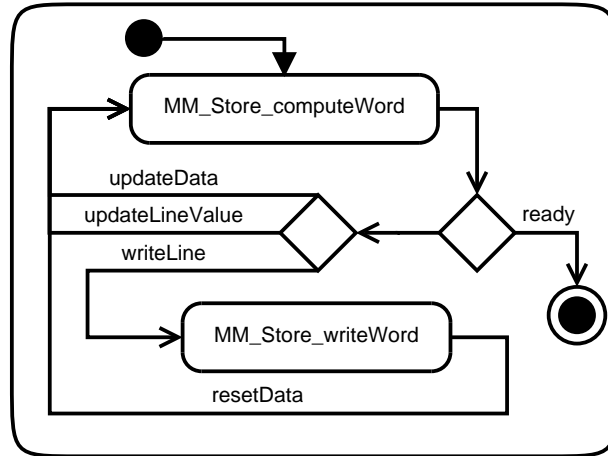 MM_Store_computeWord
updateData
updateLineValue
ready
writeLine
MM_Store_writeWord
resetData